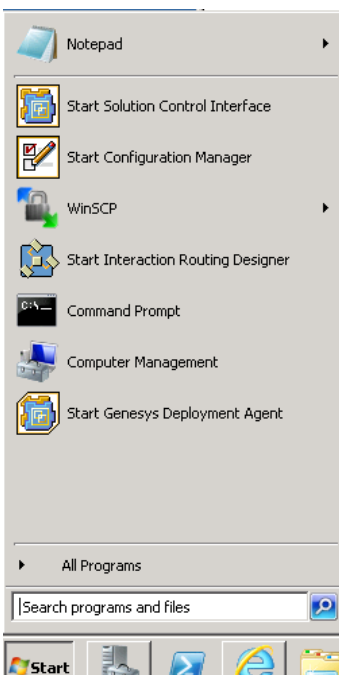 Notepad
Start Solution Control Interface
Start Configuration Manager
WinSCP
Start Interaction Routing Designer
C:\
Command Prompt
Computer Management
Start Genesys Deployment Agent
All Programs
Search programs and files
Start